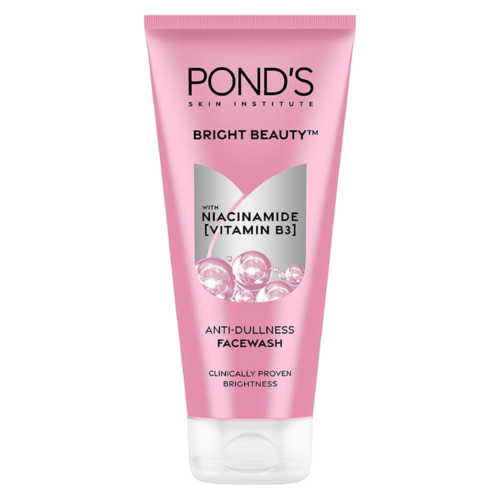 POND'S
SKIN INSTITUTE
BRIGHT BEAUTY™
WITH
NIACINAMIDE
[VITAMIN B3]
ANTI-DULLNESS
FACEWASH
CLINICALLY PROVEN
BRIGHTNESS